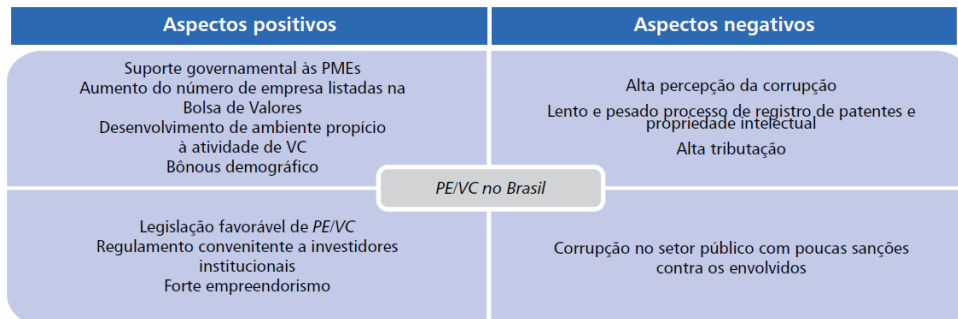 Aspectos positivos
Aspectos negativos
Suporte governamental às PMEs
Aumento do número de empresa listadas na
Bolsa de Valores
Desenvolvimento de ambiente propício
à atividade de VC
Bônous demográfico
Alta percepção da corrupção
Lento e pesado processo de registro de patentes e
propriedade intelectual
Alta tributação
PE/VC no Brasil
Legislação favorável de PE/VC
Regulamento convenitente a investidores
institucionais
Forte empreendorismo
Corrupção no setor público com poucas sanções
contra os envolvidos